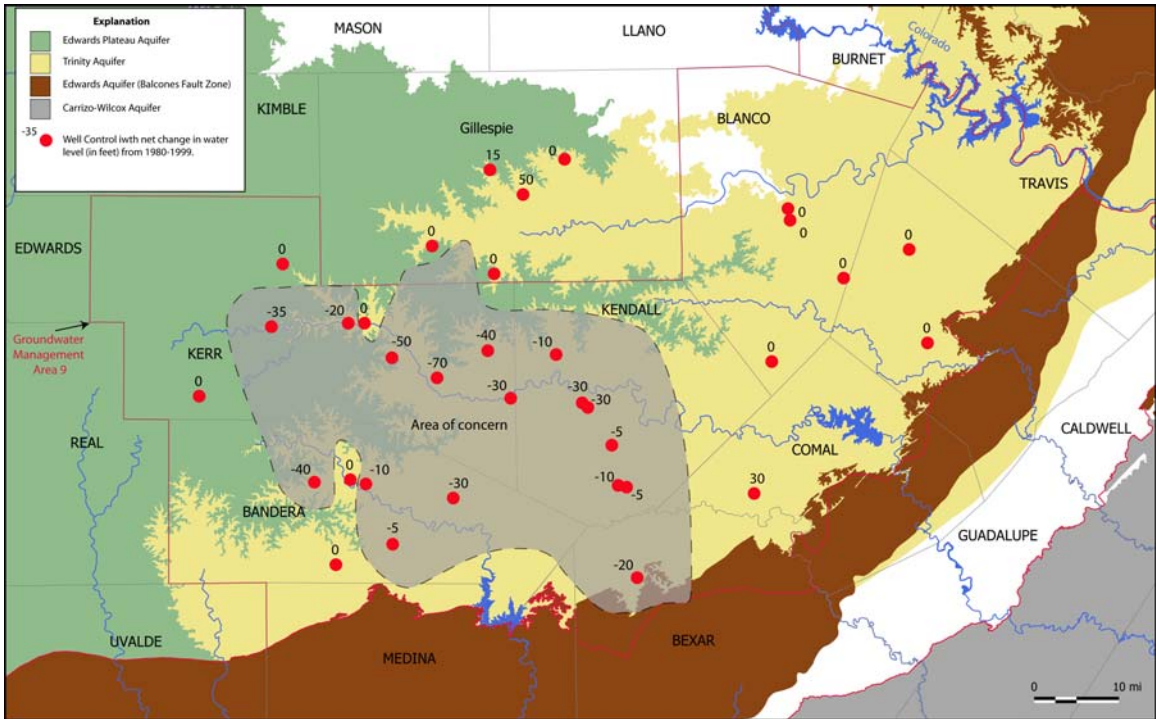 Explanation
Edwards Plateau Aquifer
Trinity Aquifer
Edwards Aquifer (Balcones Fault Zone)
Carrizo-Wilcox Aquifer
-35
Well Control iwth net change in water
level (in feet) from 1980-1999.
MASON
LLANO
Colorado
BURNET
KIMBLE
Gillespie
BLANCO
15
0
50
TRAVIS
0
0
EDWARDS
0
0
0
0
0
0
KENDALL
-35
-20
0
Groundwater
Management
Area 9
KERR
-50
-40
-10
0
0
-70
0
-30
-30
-30
Area of concern
REAL
-5
COMAL
CALDWELL
-40
0
-10
-30
-10
-5
30
BANDERA
-5
GUADALUPE
0
-20
UVALDE
MEDINA
BEXAR
0
10 mi